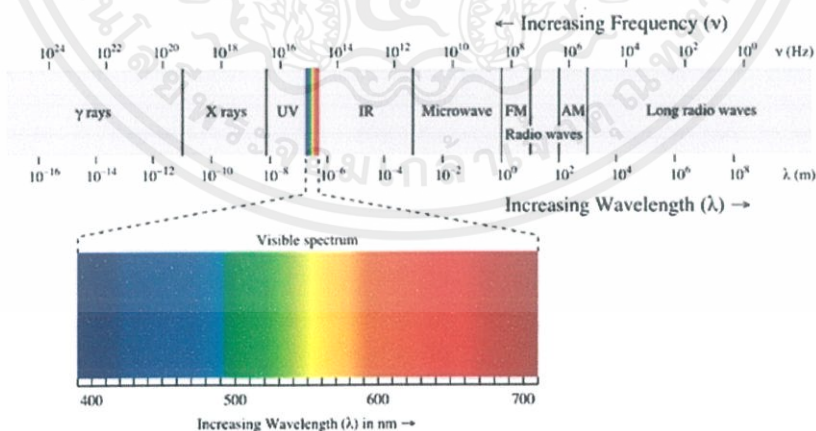 ← Increasing Frequency (ν)
10²⁴ 10²² 10²⁰ 10¹⁸ 10¹⁶ 10¹⁴ 10¹² 10¹⁰ 10⁸ 10⁶ 10⁴ 10² 10⁰ ν (Hz)
γ rays X rays UV IR Microwave FM AM Long radio waves
Radio waves
10⁻¹⁶ 10⁻¹⁴ 10⁻¹² 10⁻¹⁰ 10⁻⁸ 10⁻⁶ 10⁻⁴ 10⁻² 10⁰ 10² 10⁴ 10⁶ 10⁸ λ (m)
Increasing Wavelength (λ) →
Visible spectrum
400 500 600 700
Increasing Wavelength (λ) in nm →